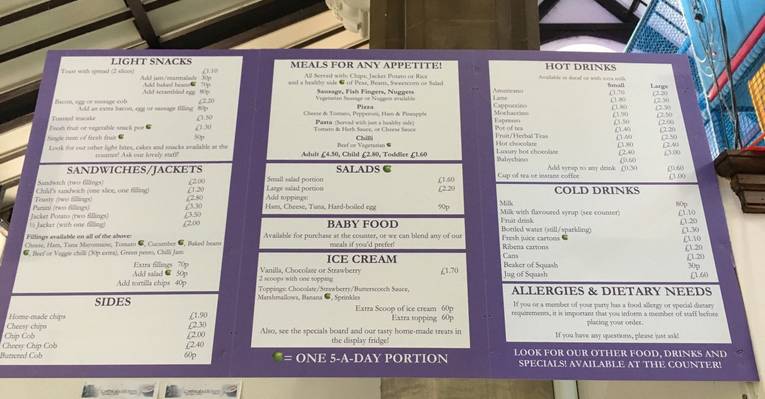 LIGHT SNACKS
Toast with spread (2 slices) £1.10
Add jam/marmalade 30p
Add baked beans 70p
Add scrambled egg 80p
Bacon, egg or sausage cob £2.20
Add an extra bacon, egg or sausage filling 80p
Toasted teacake £1.50
Fresh fruit or vegetable snack pot £1.30
Single item of fresh fruit 50p
Look for our other light bites, cakes and snacks available at the
counter! Ask our lovely staff!
SANDWICHES/JACKETS
Sandwich (two fillings) £2.00
Child's sandwich (one slice, one filling) £1.20
Toasty (two fillings) £2.80
Panini (two fillings) £3.30
Jacket Potato (two fillings) £3.50
½ Jacket (with one filling) £2.00
Fillings available on all of the above:
Cheese, Ham, Tuna Mayonnaise, Tomato, Cucumber, Baked beans
, Beef or Veggie chilli (30p extra), Green pesto, Chilli Jam
Extra fillings 70p
Add salad 50p
Add tortilla chips 40p
SIDES
Home-made chips £1.90
Cheesy chips £2.30
Chip Cob £2.00
Cheesy Chip Cob £2.40
Buttered Cob 60p
MEALS FOR ANY APPETITE!
All Served with: Chips, Jacket Potato or Rice
and a healthy side of Peas, Beans, Sweetcorn or Salad
Sausage, Fish Fingers, Nuggets
Vegetarian Sausage or Nuggets available
Pizza
Cheese & Tomato, Pepperoni, Ham & Pineapple
Pasta (Served with just a healthy side)
Tomato & Herb Sauce, or Cheese Sauce
Chilli
Beef or Vegetarian
Adult £4.50, Child £2.80, Toddler £1.60
SALADS
Small salad portion £1.60
Large salad portion £2.20
Add toppings:
Ham, Cheese, Tuna, Hard-boiled egg 90p
BABY FOOD
Available for purchase at the counter, or we can blend any of our
meals if you'd prefer!
ICE CREAM
Vanilla, Chocolate or Strawberry £1.70
2 scoops with one topping
Toppings: Chocolate/Strawberry/Butterscotch Sauce,
Marshmallows, Banana, Sprinkles
Extra Scoop of ice cream 60p
Extra topping 60p
Also, see the specials board and our tasty home-made treats in
the display fridge!
= ONE 5-A-DAY PORTION
HOT DRINKS
Available as decaf or with extra milk
Small Large
Americano £1.70 £2.20
Latte £1.80 £2.30
Cappuccino £1.80 £2.30
Mochaccino £1.90 £2.50
Espresso £1.50 £2.00
Pot of tea £1.40 £2.20
Fruit/Herbal Teas £1.60 £2.50
Hot chocolate £1.80 £2.40
Luxury hot chocolate £2.40 £3.00
Babychino £0.60
Add syrup to any drink £0.30 £0.60
Cup of tea or instant coffee £1.00
COLD DRINKS
Milk 80p
Milk with flavoured syrup (see counter) £1.10
Fruit drink £1.20
Bottled water (still/sparkling) £1.30
Fresh juice cartons £1.10
Ribena cartons £1.20
Cans £1.20
Beaker of Squash 30p
Jug of Squash £1.60
ALLERGIES & DIETARY NEEDS
If you or a member of your party has a food allergy or special dietary
requirements, it is important that you inform a member of staff before
placing your order.
If you have any questions, please just ask!
LOOK FOR OUR OTHER FOOD, DRINKS AND
SPECIALS! AVAILABLE AT THE COUNTER!